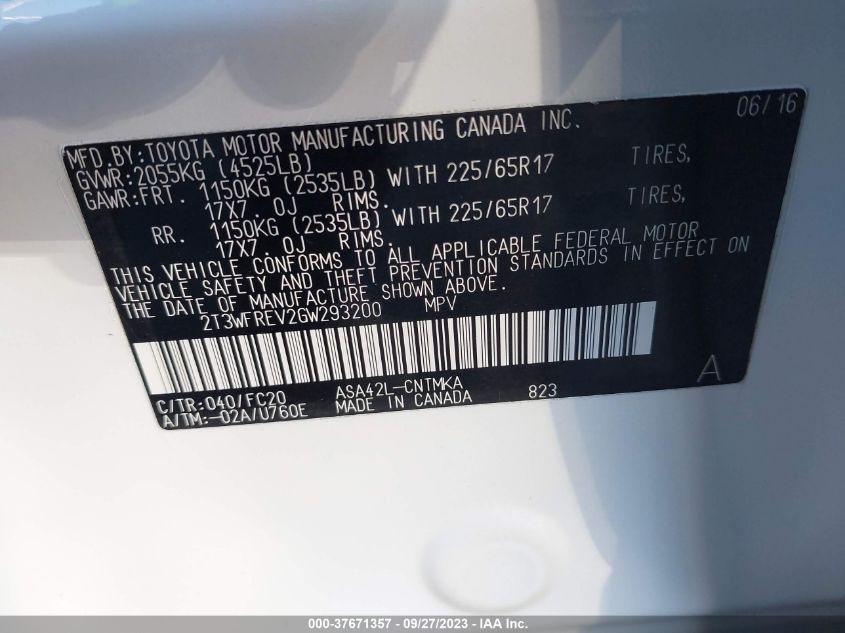 06/16
MFD.BY:TOYOTA MOTOR MANUFACTURING CANADA INC.
GVWR:2055KG (4525LB)
GAWR:FRT. 1150KG (2535LB) WITH 225/65R17 TIRES,
17X7.0J RIMS.
RR. 1150KG (2535LB) WITH 225/65R17 TIRES,
17X7.0J RIMS.
THIS VEHICLE CONFORMS TO ALL APPLICABLE FEDERAL MOTOR
VEHICLE SAFETY AND THEFT PREVENTION STANDARDS IN EFFECT ON
THE DATE OF MANUFACTURE SHOWN ABOVE.
2T3WFREV2GW293200 MPV
C/TR:040/FC20 ASA42L-CNTMKA 823 A
A/TM:-02A/U760E MADE IN CANADA
000-37671357 - 09/27/2023 - IAA Inc.